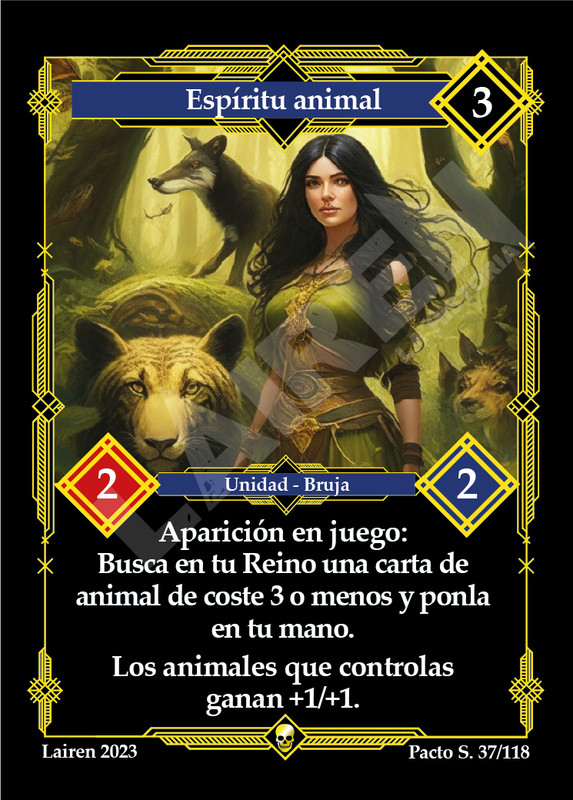 Espíritu animal
3
2
Unidad - Bruja
2
Aparición en juego:
Busca en tu Reino una carta de
animal de coste 3 o menos y ponla
en tu mano.
Los animales que controlas
ganan +1/+1.
Lairen 2023
Pacto S. 37/118
LAIREN